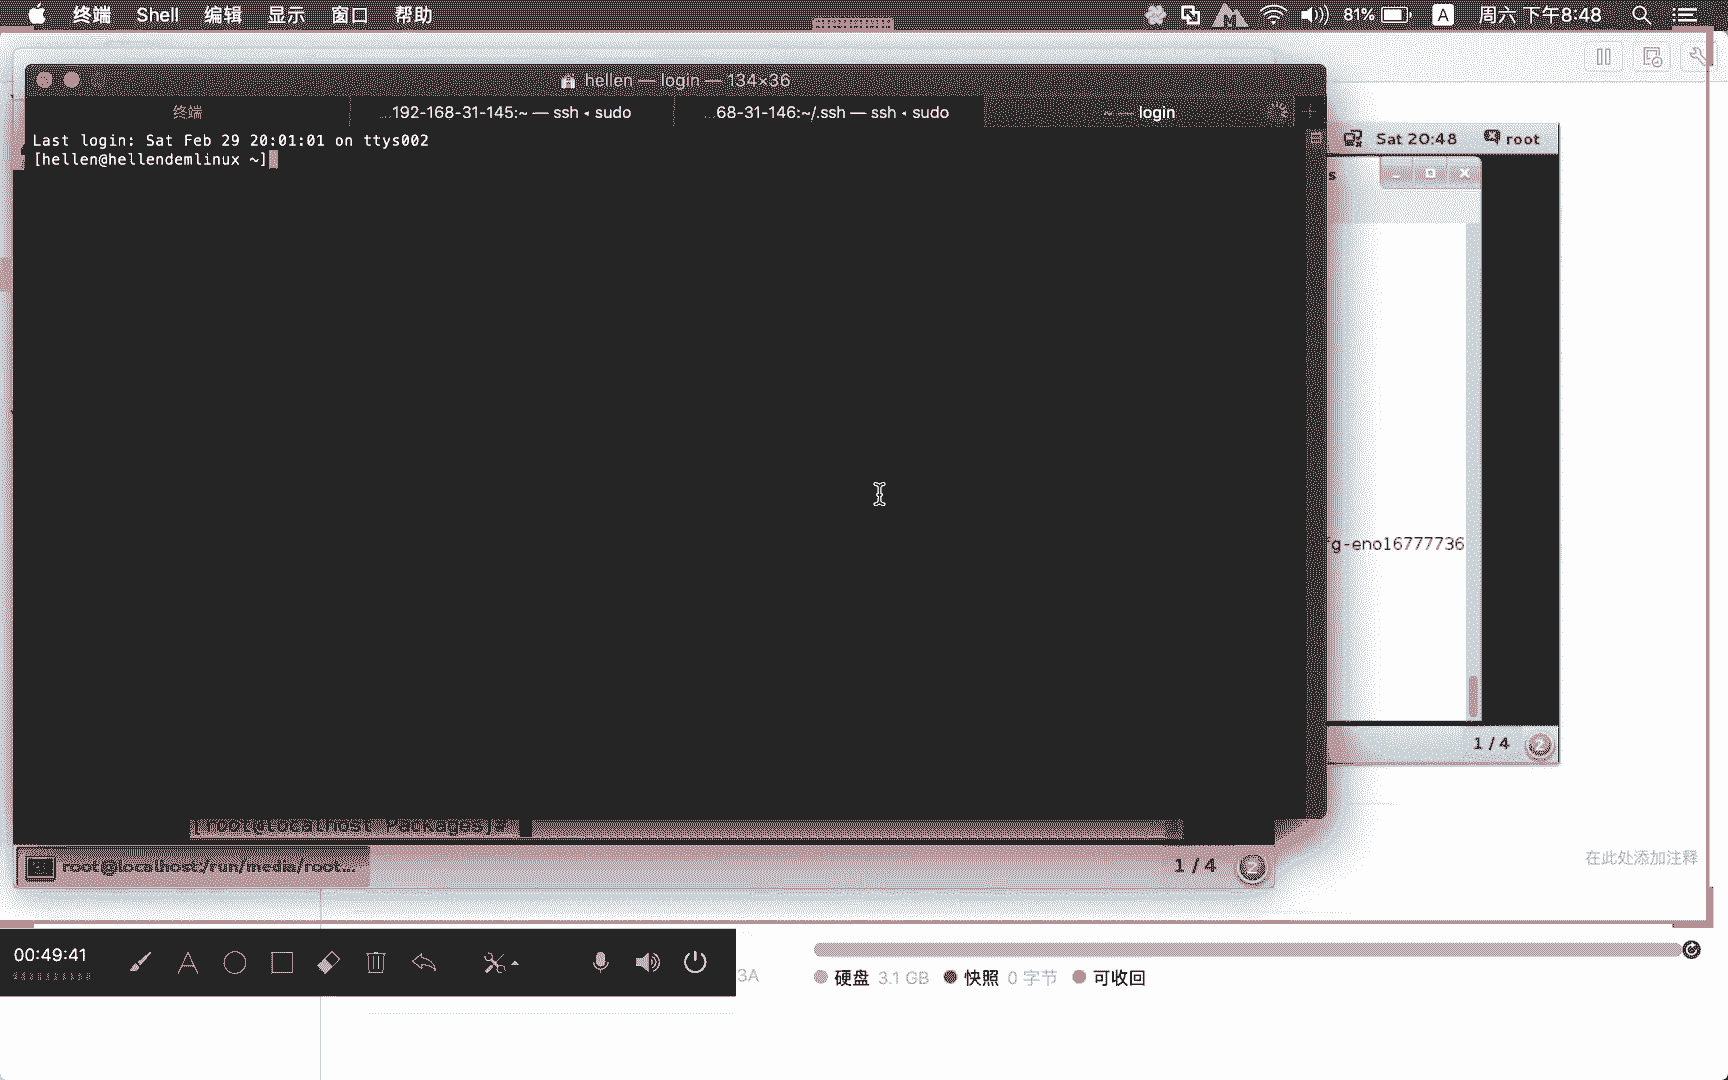 终端 Shell 编辑 显示 窗口 帮助 81% A 周六 下午8:48
hellen — login — 134×36
终端 ...192-168-31-145:~ — ssh ◂ sudo ...68-31-146:~/.ssh — ssh ◂ sudo ~ — login
Last login: Sat Feb 29 20:01:01 on ttys002
[hellen@hellendemlinux ~]
Sat 20:48 root
s
fg-eno16777736
1 / 4 2
[root@localhost Packages]#
root@localhost:/run/media/root... 1 / 4 2
在此处添加注释
00:49:41
3A
硬盘 3.1 GB 快照 0 字节 可收回